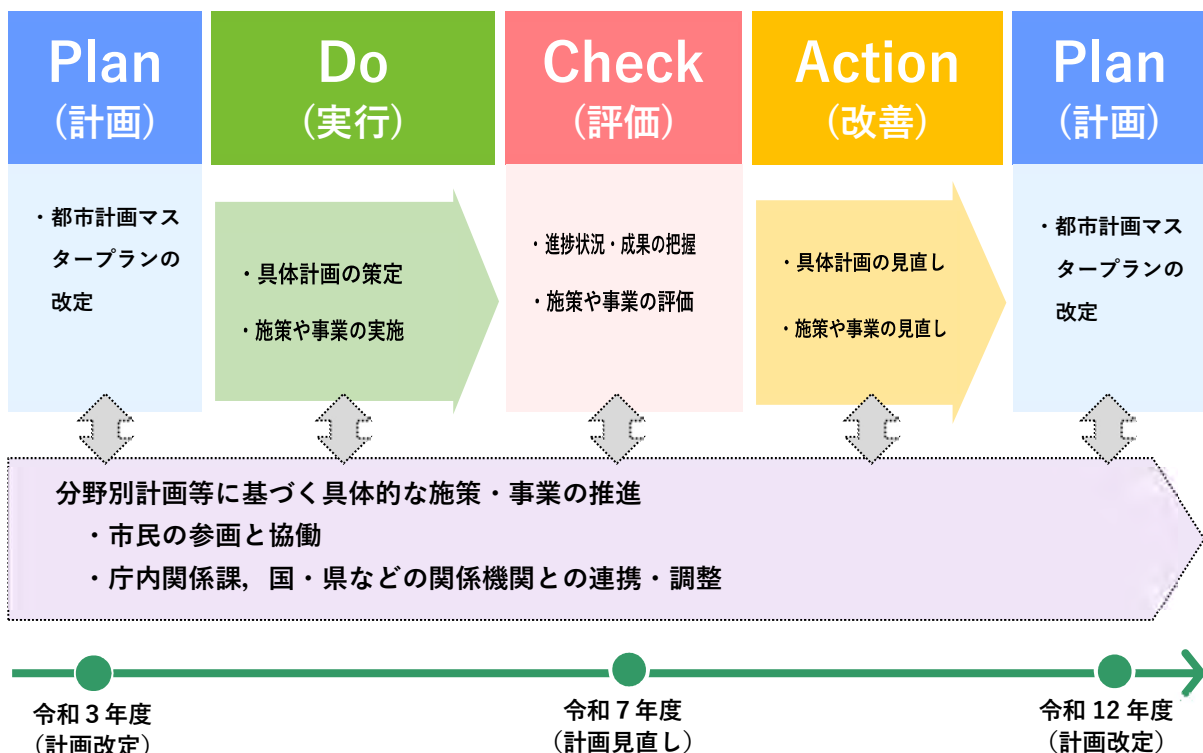 Plan
（計画）
Do
（実行）
Check
（評価）
Action
（改善）
Plan
（計画）
・都市計画マス
タープランの
改定
・具体計画の策定
・施策や事業の実施
・進捗状況・成果の把握
・施策や事業の評価
・具体計画の見直し
・施策や事業の見直し
・都市計画マス
タープランの
改定
分野別計画等に基づく具体的な施策・事業の推進
・市民の参画と協働
・庁内関係課，国・県などの関係機関との連携・調整
令和３年度
（計画改定）
令和７年度
（計画見直し）
令和 12 年度
（計画改定）